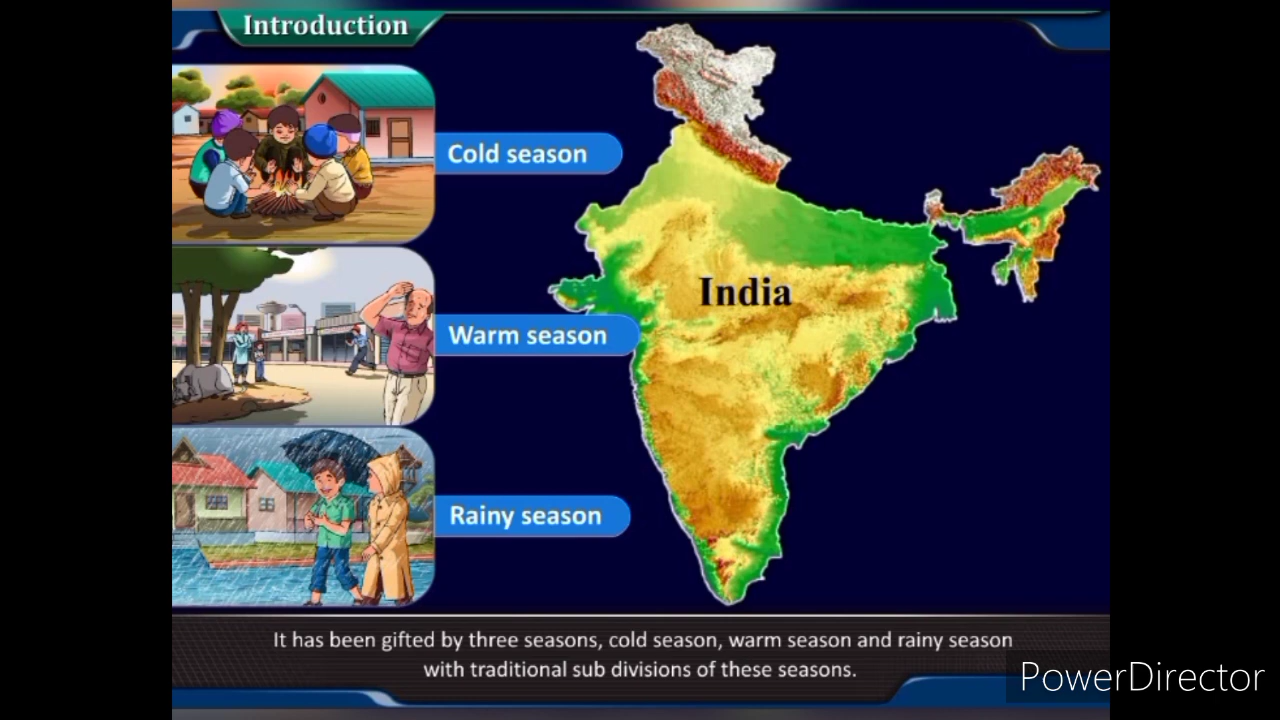 Introduction
Cold season
India
Warm season
Rainy season
It has been gifted by three seasons, cold season, warm season and rainy season
with traditional sub divisions of these seasons.
PowerDirector